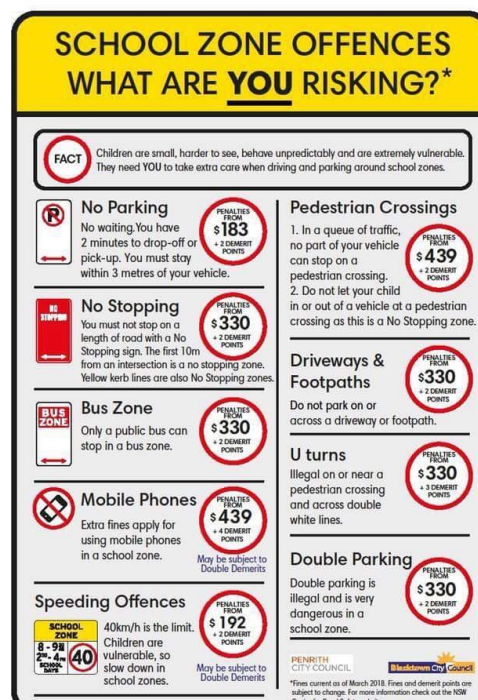 SCHOOL ZONE OFFENCES
WHAT ARE YOU RISKING?*
FACT
Children are small, harder to see, behave unpredictably and are extremely vulnerable.
They need YOU to take extra care when driving and parking around school zones.
P
No Parking
No waiting. You have
2 minutes to drop-off or
pick-up. You must stay
within 3 metres of your vehicle.
PENALTIES
FROM
$183
+ 2 DEMERIT
POINTS
NO
STOPPING
No Stopping
You must not stop on a
length of road with a No
Stopping sign. The first 10m
from an intersection is a no stopping zone.
Yellow kerb lines are also No Stopping zones.
PENALTIES
FROM
$330
+ 2 DEMERIT
POINTS
BUS
ZONE
Bus Zone
Only a public bus can
stop in a bus zone.
PENALTIES
FROM
$330
+ 2 DEMERIT
POINTS
Mobile Phones
Extra fines apply for
using mobile phones
in a school zone.
PENALTIES
FROM
$439
+ 4 DEMERIT
POINTS
May be subject to
Double Demerits
Speeding Offences
SCHOOL
ZONE
8-9³⁰
2³⁰-4
SCHOOL
DAYS
40
40km/h is the limit.
Children are
vulnerable, so
slow down in
school zones.
PENALTIES
FROM
$192
+ 2 DEMERIT
POINTS
May be subject to
Double Demerits
Pedestrian Crossings
1. In a queue of traffic,
no part of your vehicle
can stop on a
pedestrian crossing.
2. Do not let your child
in or out of a vehicle at a pedestrian
crossing as this is a No Stopping zone.
PENALTIES
FROM
$439
+ 2 DEMERIT
POINTS
Driveways &
Footpaths
Do not park on or
across a driveway or footpath.
PENALTIES
FROM
$330
+ 2 DEMERIT
POINTS
U turns
Illegal on or near a
pedestrian crossing
and across double
white lines.
PENALTIES
FROM
$330
+ 3 DEMERIT
POINTS
Double Parking
Double parking is
illegal and is very
dangerous in a
school zone.
PENALTIES
FROM
$330
+ 2 DEMERIT
POINTS
PENRITH
CITY COUNCIL
Blacktown City Council
*Fines current as of March 2018. Fines and demerit points are
subject to change. For more information check out the NSW